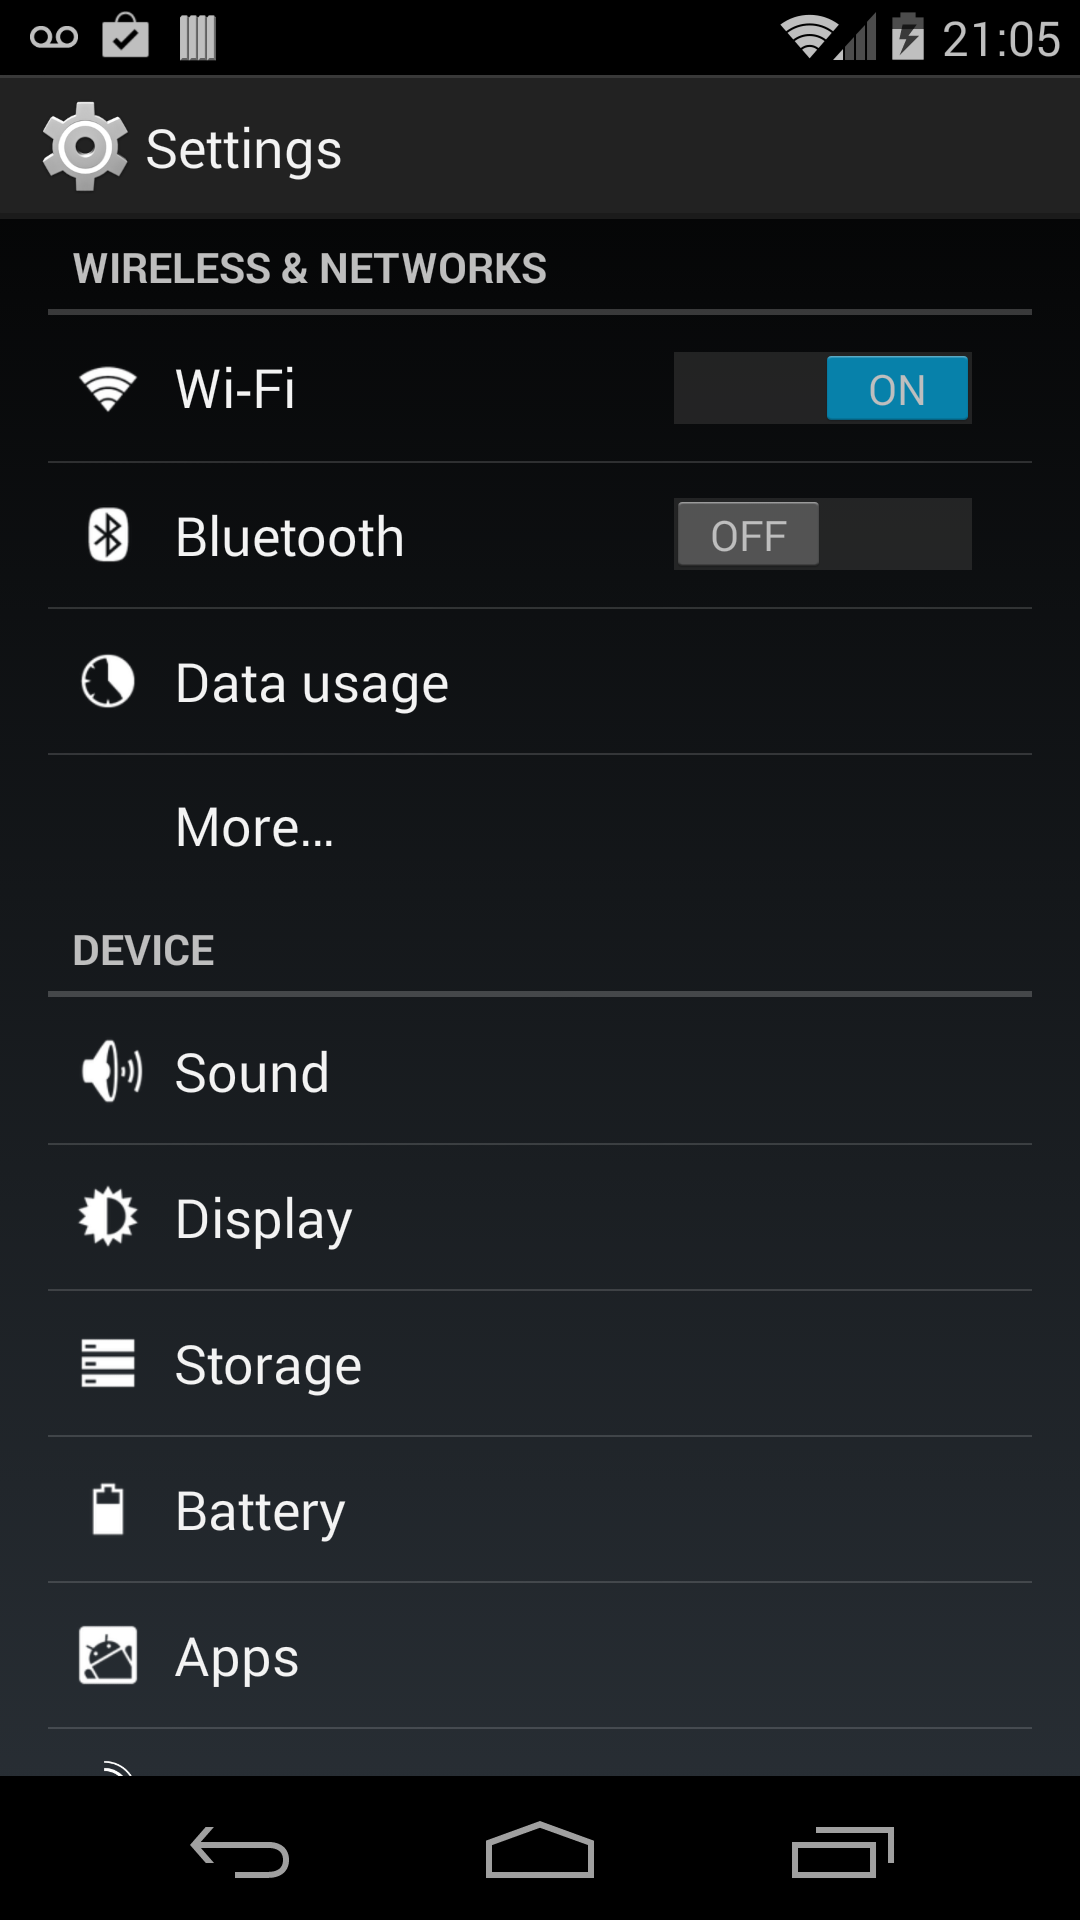 21:05
Settings
WIRELESS & NETWORKS
Wi-Fi ON
Bluetooth OFF
Data usage
More…
DEVICE
Sound
Display
Storage
Battery
Apps